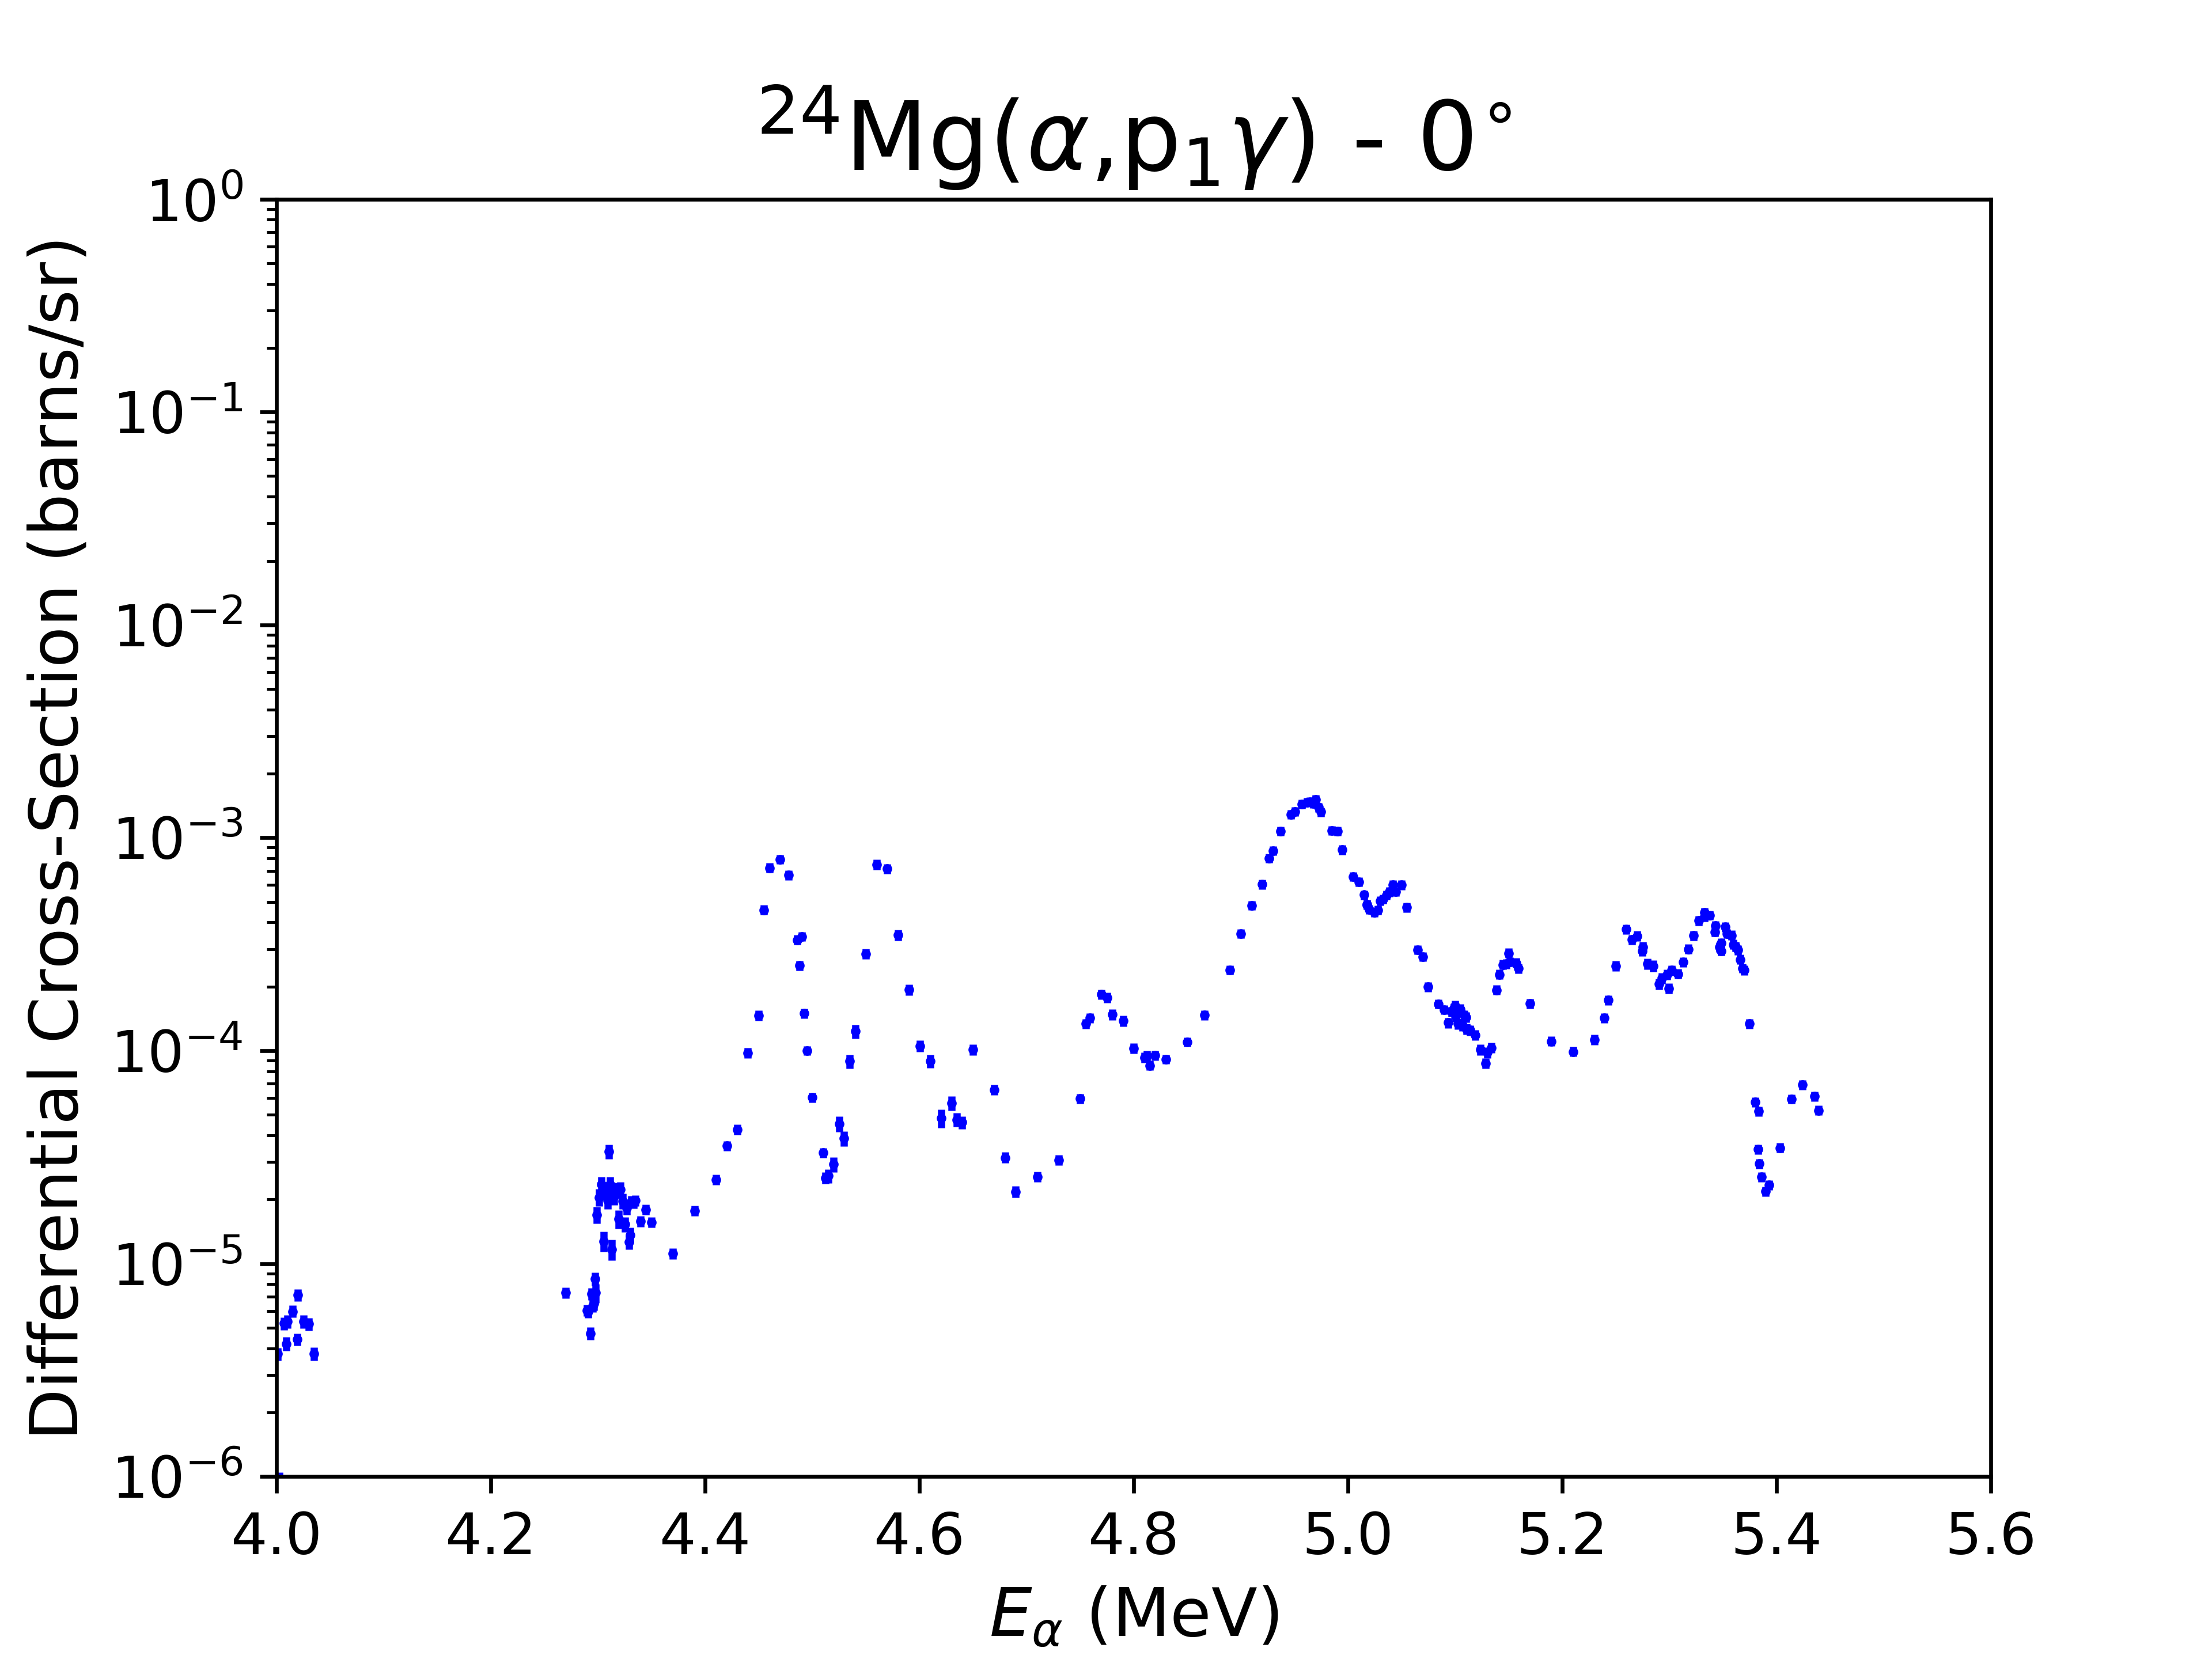 ²⁴Mg(α,p₁γ) - 0°
10⁰
10⁻¹
10⁻²
10⁻³
10⁻⁴
10⁻⁵
10⁻⁶
Differential Cross-Section (barns/sr)
4.0 4.2 4.4 4.6 4.8 5.0 5.2 5.4 5.6
Eα (MeV)